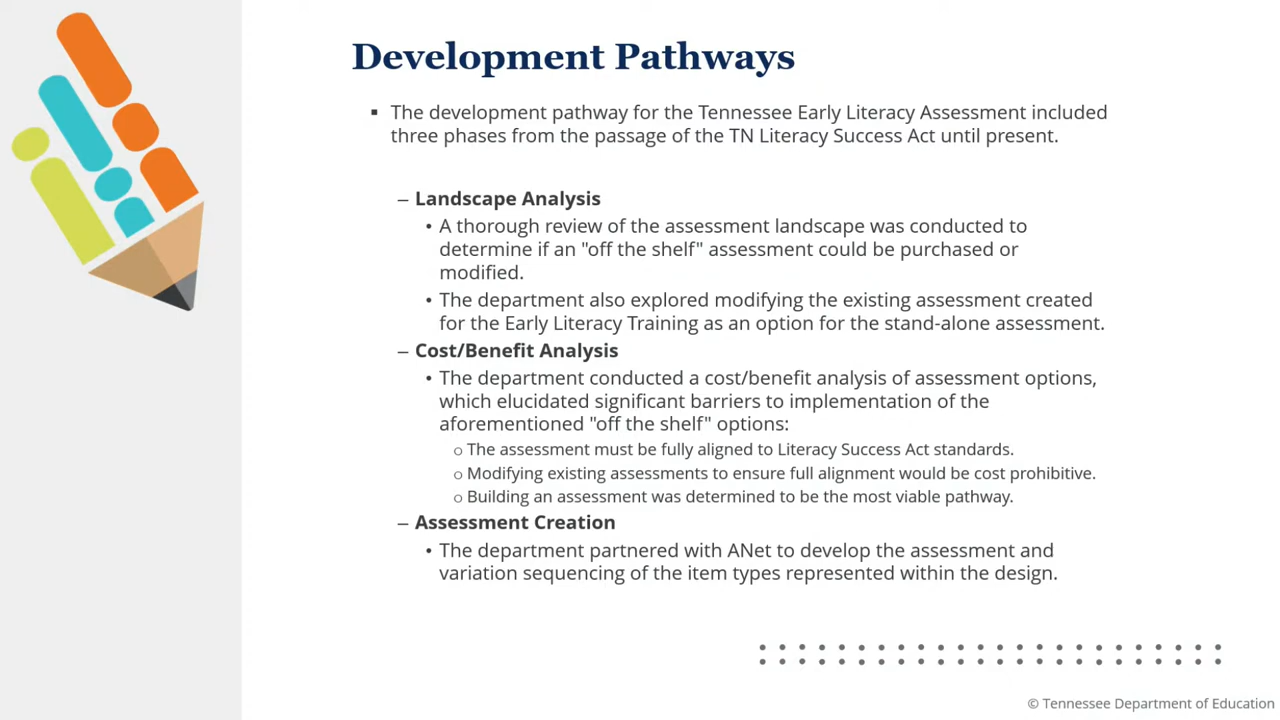 Development Pathways
▪ The development pathway for the Tennessee Early Literacy Assessment included
three phases from the passage of the TN Literacy Success Act until present.
– Landscape Analysis
• A thorough review of the assessment landscape was conducted to
determine if an "off the shelf" assessment could be purchased or
modified.
• The department also explored modifying the existing assessment created
for the Early Literacy Training as an option for the stand-alone assessment.
– Cost/Benefit Analysis
• The department conducted a cost/benefit analysis of assessment options,
which elucidated significant barriers to implementation of the
aforementioned "off the shelf" options:
o The assessment must be fully aligned to Literacy Success Act standards.
o Modifying existing assessments to ensure full alignment would be cost prohibitive.
o Building an assessment was determined to be the most viable pathway.
– Assessment Creation
• The department partnered with ANet to develop the assessment and
variation sequencing of the item types represented within the design.
© Tennessee Department of Education